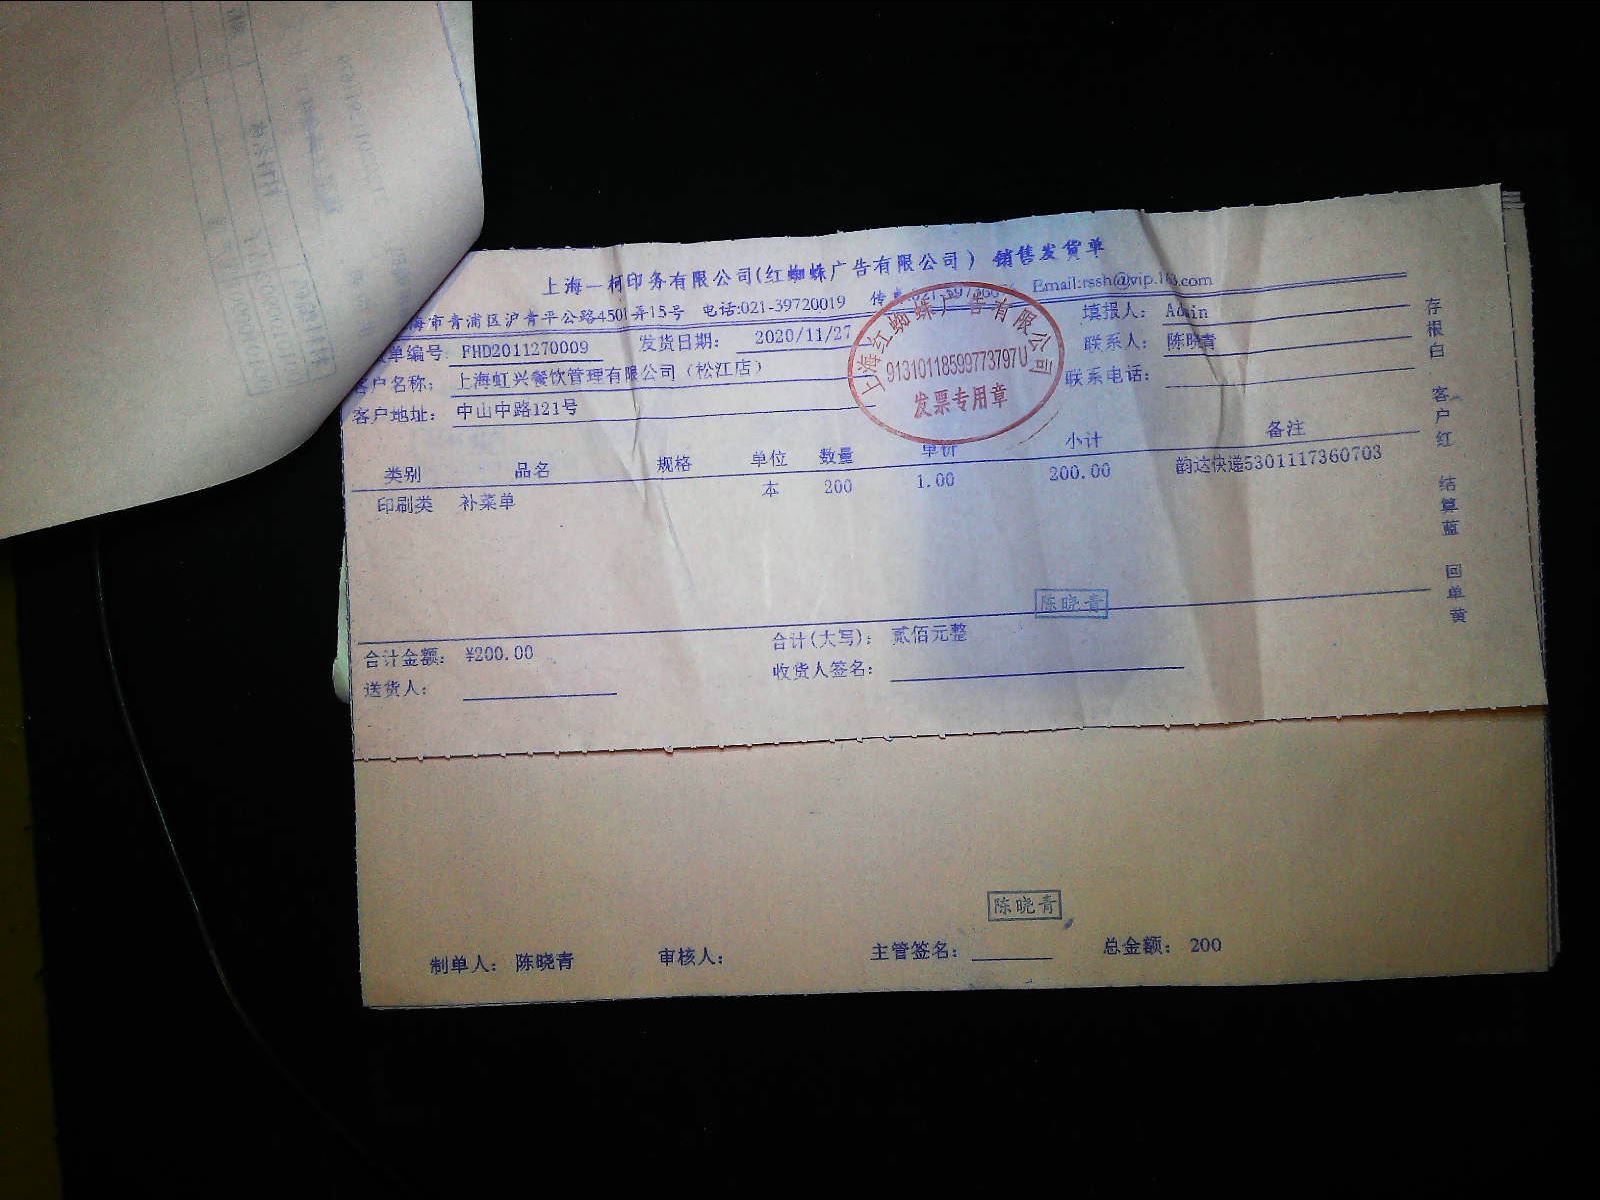 上海一柯印务有限公司(红蜘蛛广告有限公司) 销售发货单
海市青浦区沪青平公路4501弄15号 电话:021-39720019 Email:rssh@vip.163.com
单编号: FHD2011270009 发货日期: 2020/11/27 填报人: Admin
客户名称: 上海虹兴餐饮管理有限公司(松江店) 联系人: 陈晓青
客户地址: 中山中路121号 联系电话:
上海红蜘蛛广告有限公司
91310118599773797U
发票专用章
类别 品名 规格 单位 数量 单价 小计 备注
印刷类 补菜单 本 200 1.00 200.00 韵达快递5301117360703
陈晓青
合计金额: ¥200.00 合计(大写): 贰佰元整
送货人: 收货人签名:
存根白 客户红 结算蓝 回单黄
陈晓青
制单人: 陈晓青 审核人: 主管签名: 总金额: 200